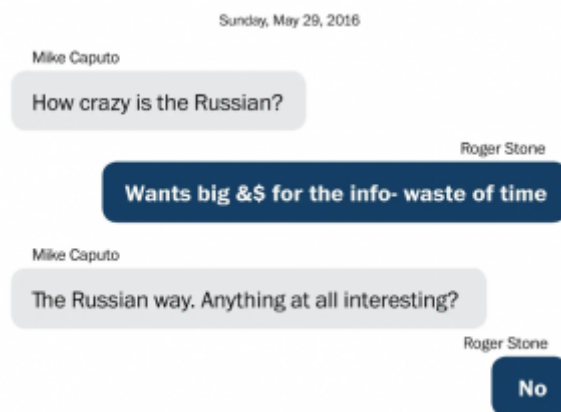 Sunday, May 29, 2016
Mike Caputo
How crazy is the Russian?
Roger Stone
Wants big &$ for the info- waste of time
Mike Caputo
The Russian way. Anything at all interesting?
Roger Stone
No